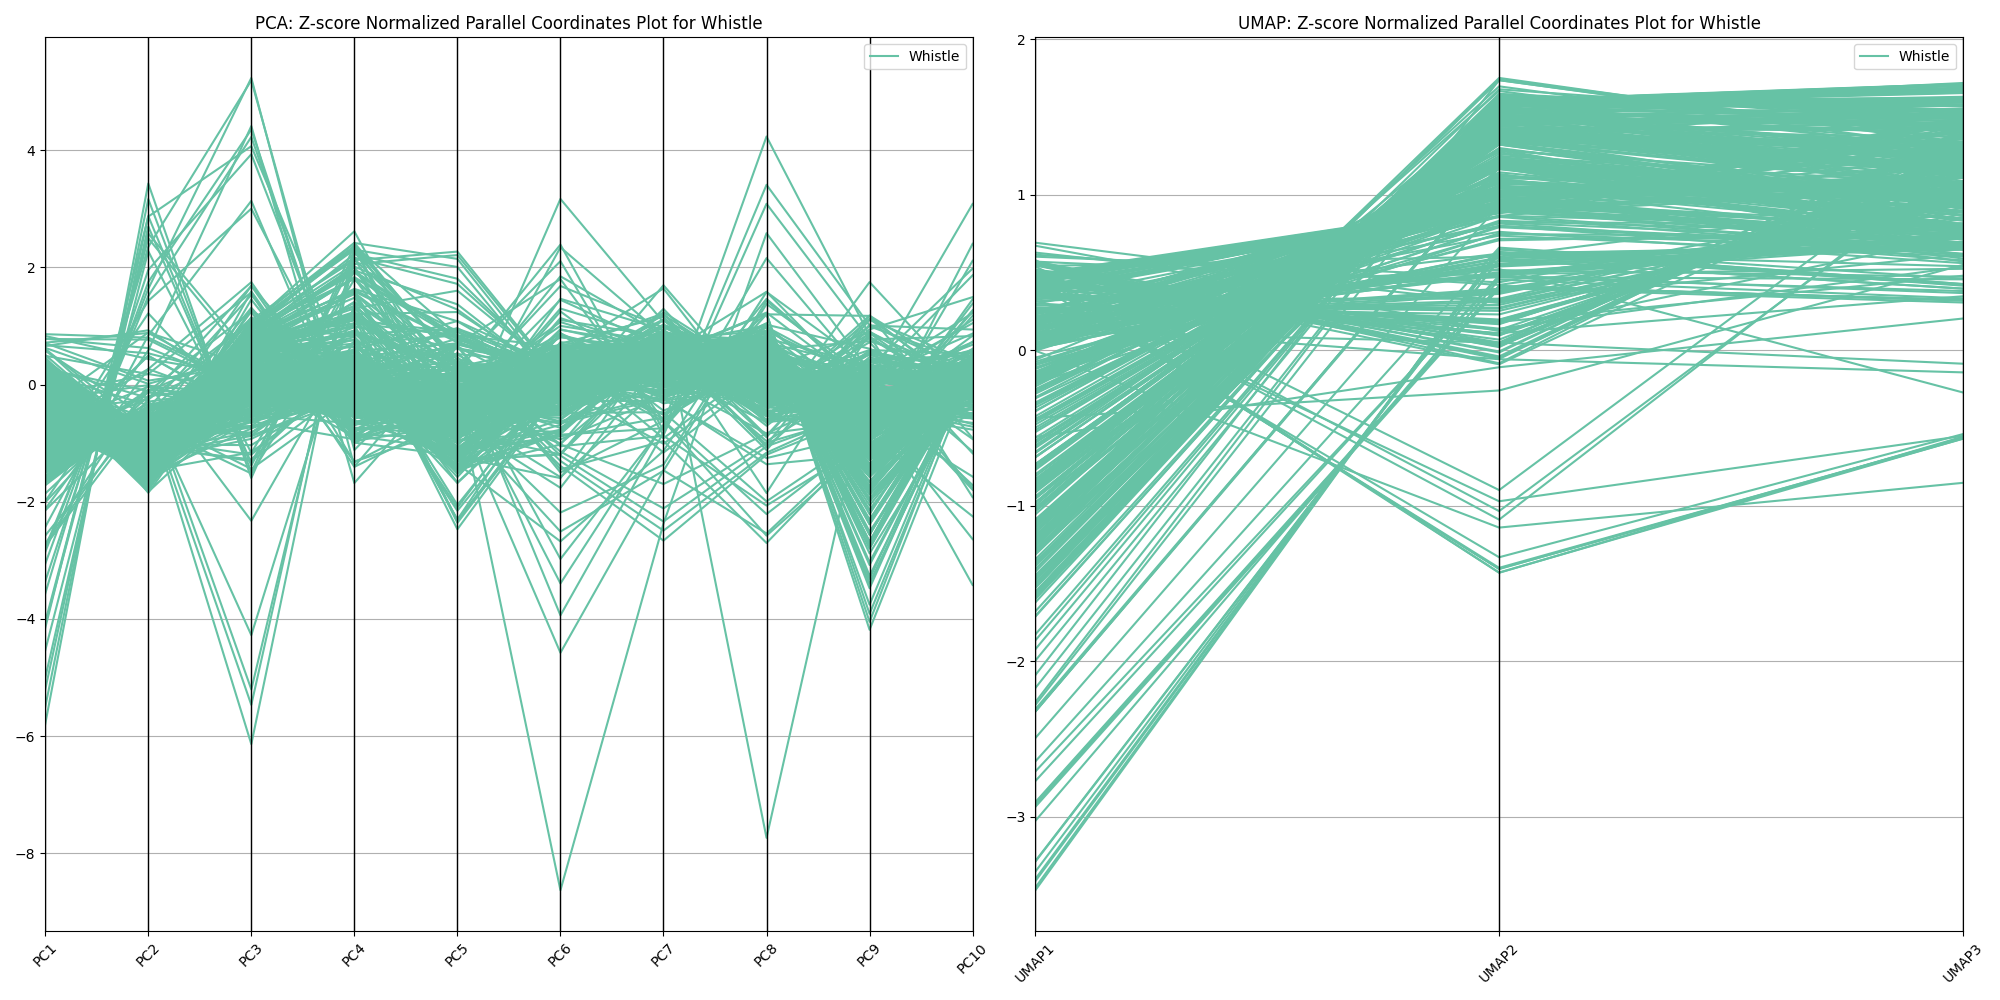 PCA: Z-score Normalized Parallel Coordinates Plot for Whistle
Whistle
4
2
0
−2
−4
−6
−8
PC1
PC2
PC3
PC4
PC5
PC6
PC7
PC8
PC9
PC10
UMAP: Z-score Normalized Parallel Coordinates Plot for Whistle
Whistle
2
1
0
−1
−2
−3
UMAP1
UMAP2
UMAP3